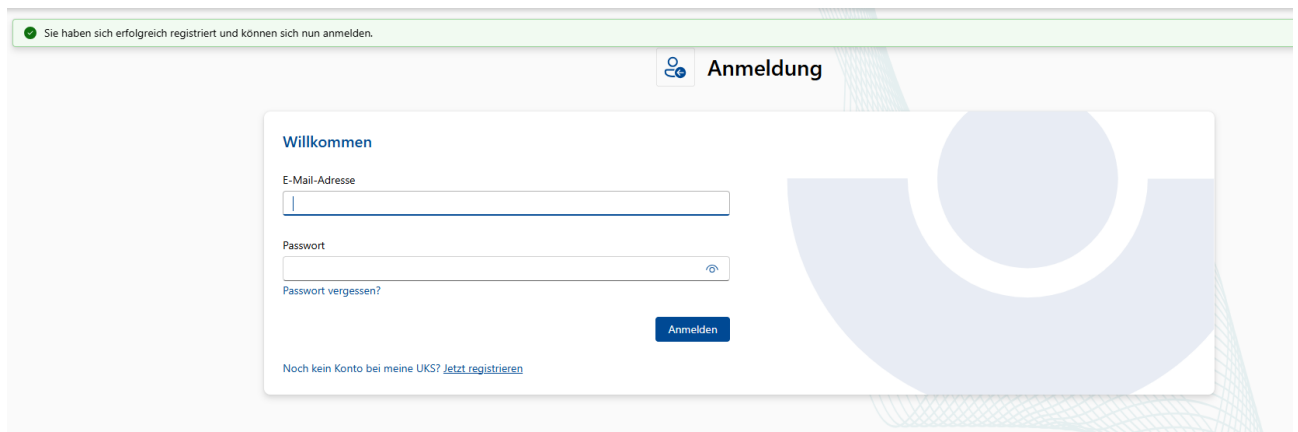 Sie haben sich erfolgreich registriert und können sich nun anmelden.
Anmeldung
Willkommen
E-Mail-Adresse
Passwort
Passwort vergessen?
Anmelden
Noch kein Konto bei meine UKS? Jetzt registrieren